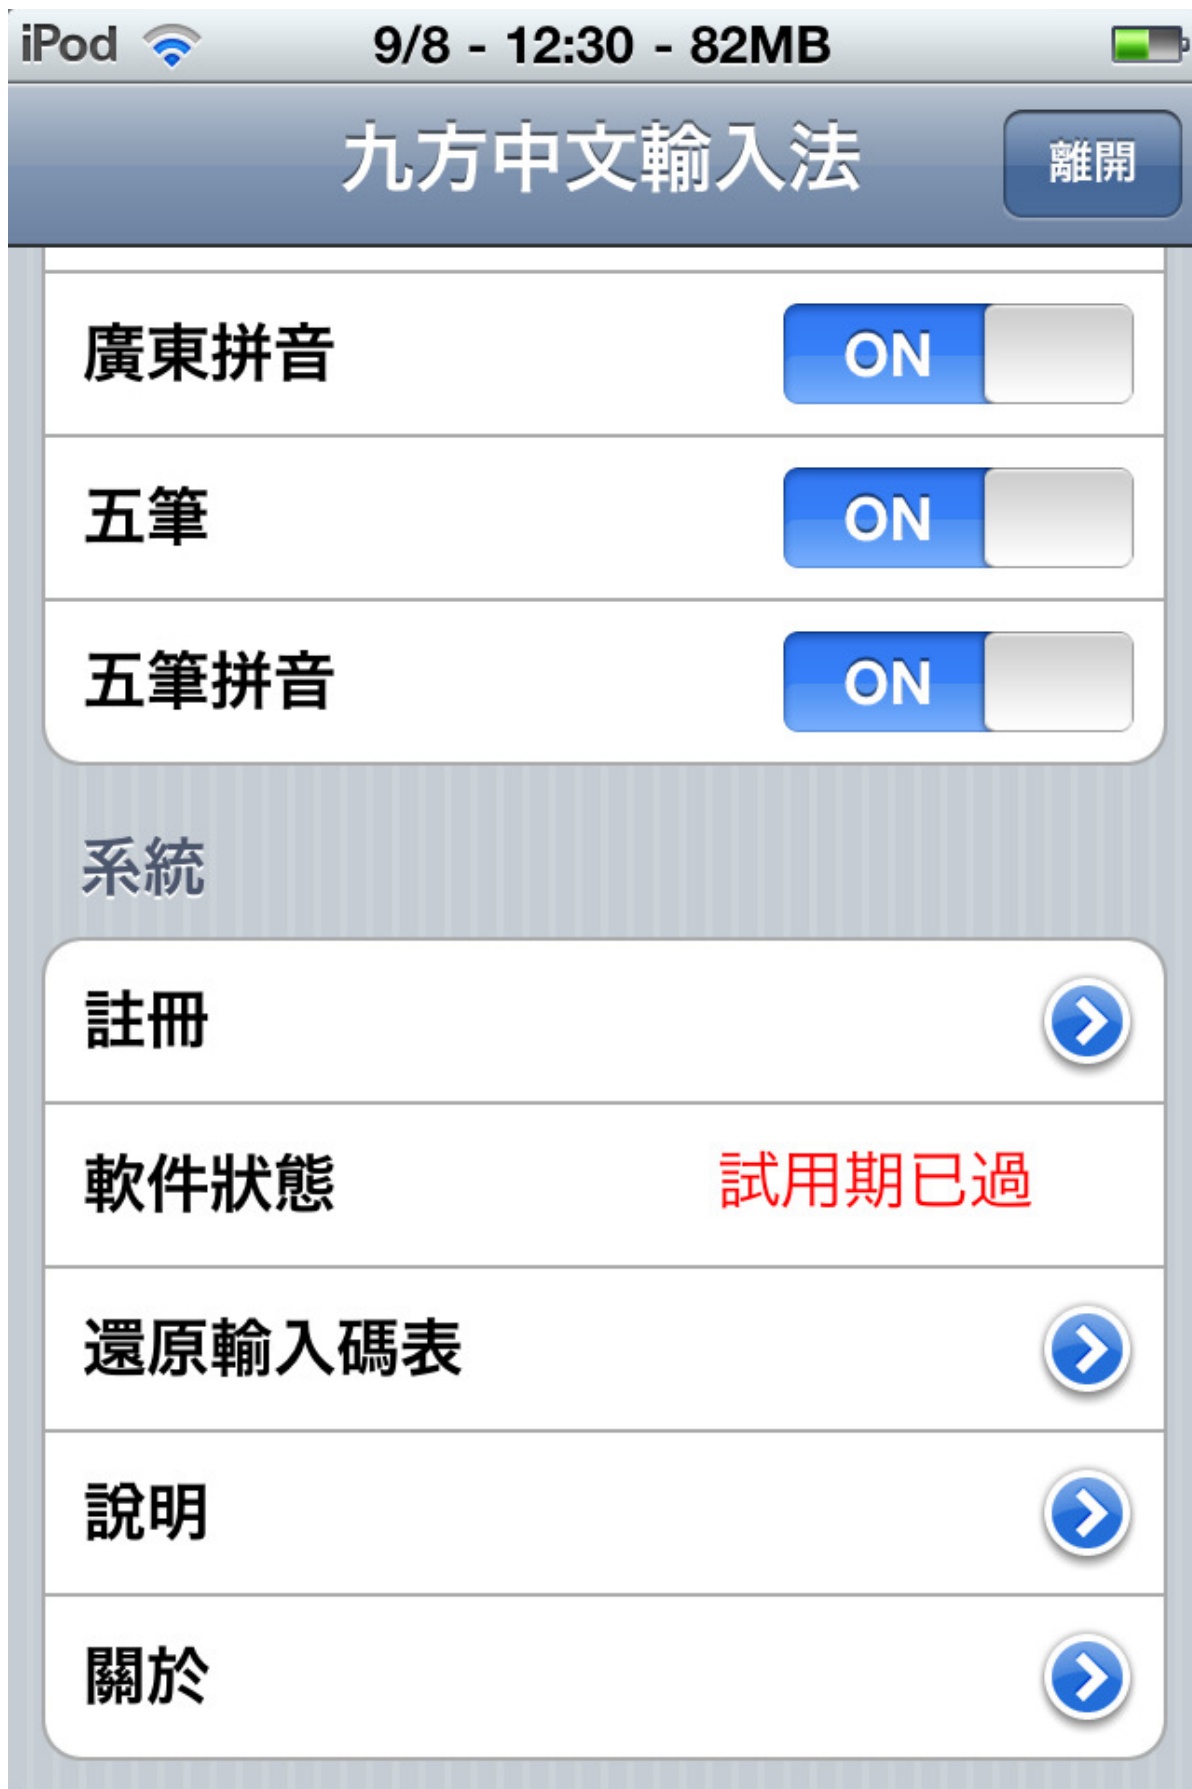 iPod 9/8 - 12:30 - 82MB
九方中文輸入法 離開
廣東拼音 ON
五筆 ON
五筆拼音 ON
系統
註冊
軟件狀態 試用期已過
還原輸入碼表
說明
關於